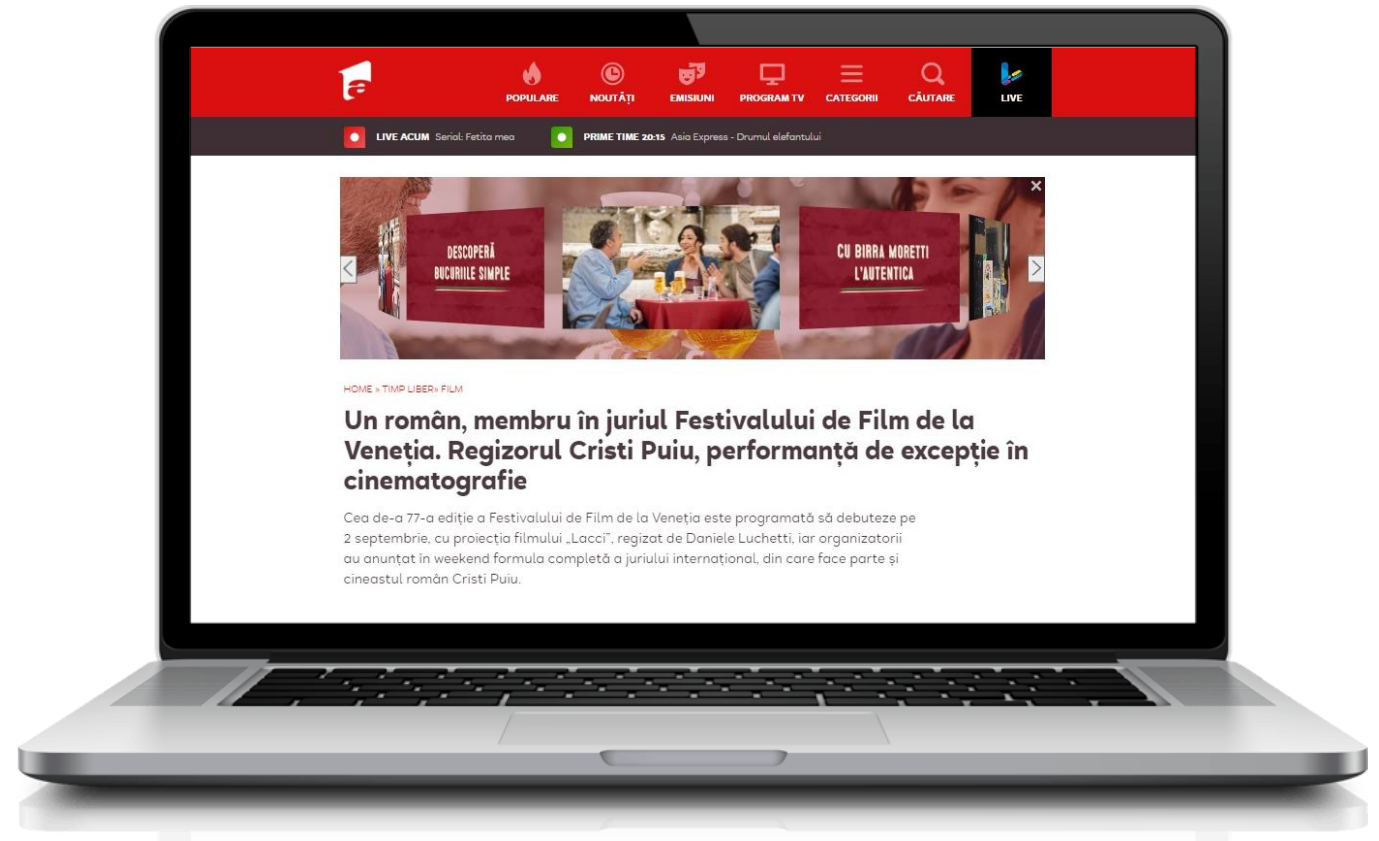 POPULARE NOUTĂȚI EMISIUNI PROGRAM TV CATEGORII CĂUTARE LIVE
LIVE ACUM Serial: Fetita mea PRIME TIME 20:15 Asia Express - Drumul elefantului
DESCOPERĂ
BUCURIILE SIMPLE
CU BIRRA MORETTI
L'AUTENTICA
HOME » TIMP LIBER» FILM
Un român, membru în juriul Festivalului de Film de la
Veneția. Regizorul Cristi Puiu, performanță de excepție în
cinematografie
Cea de-a 77-a ediție a Festivalului de Film de la Veneția este programată să debuteze pe
2 septembrie, cu proiecția filmului „Lacci”, regizat de Daniele Luchetti, iar organizatorii
au anunțat în weekend formula completă a juriului internațional, din care face parte și
cineastul român Cristi Puiu.